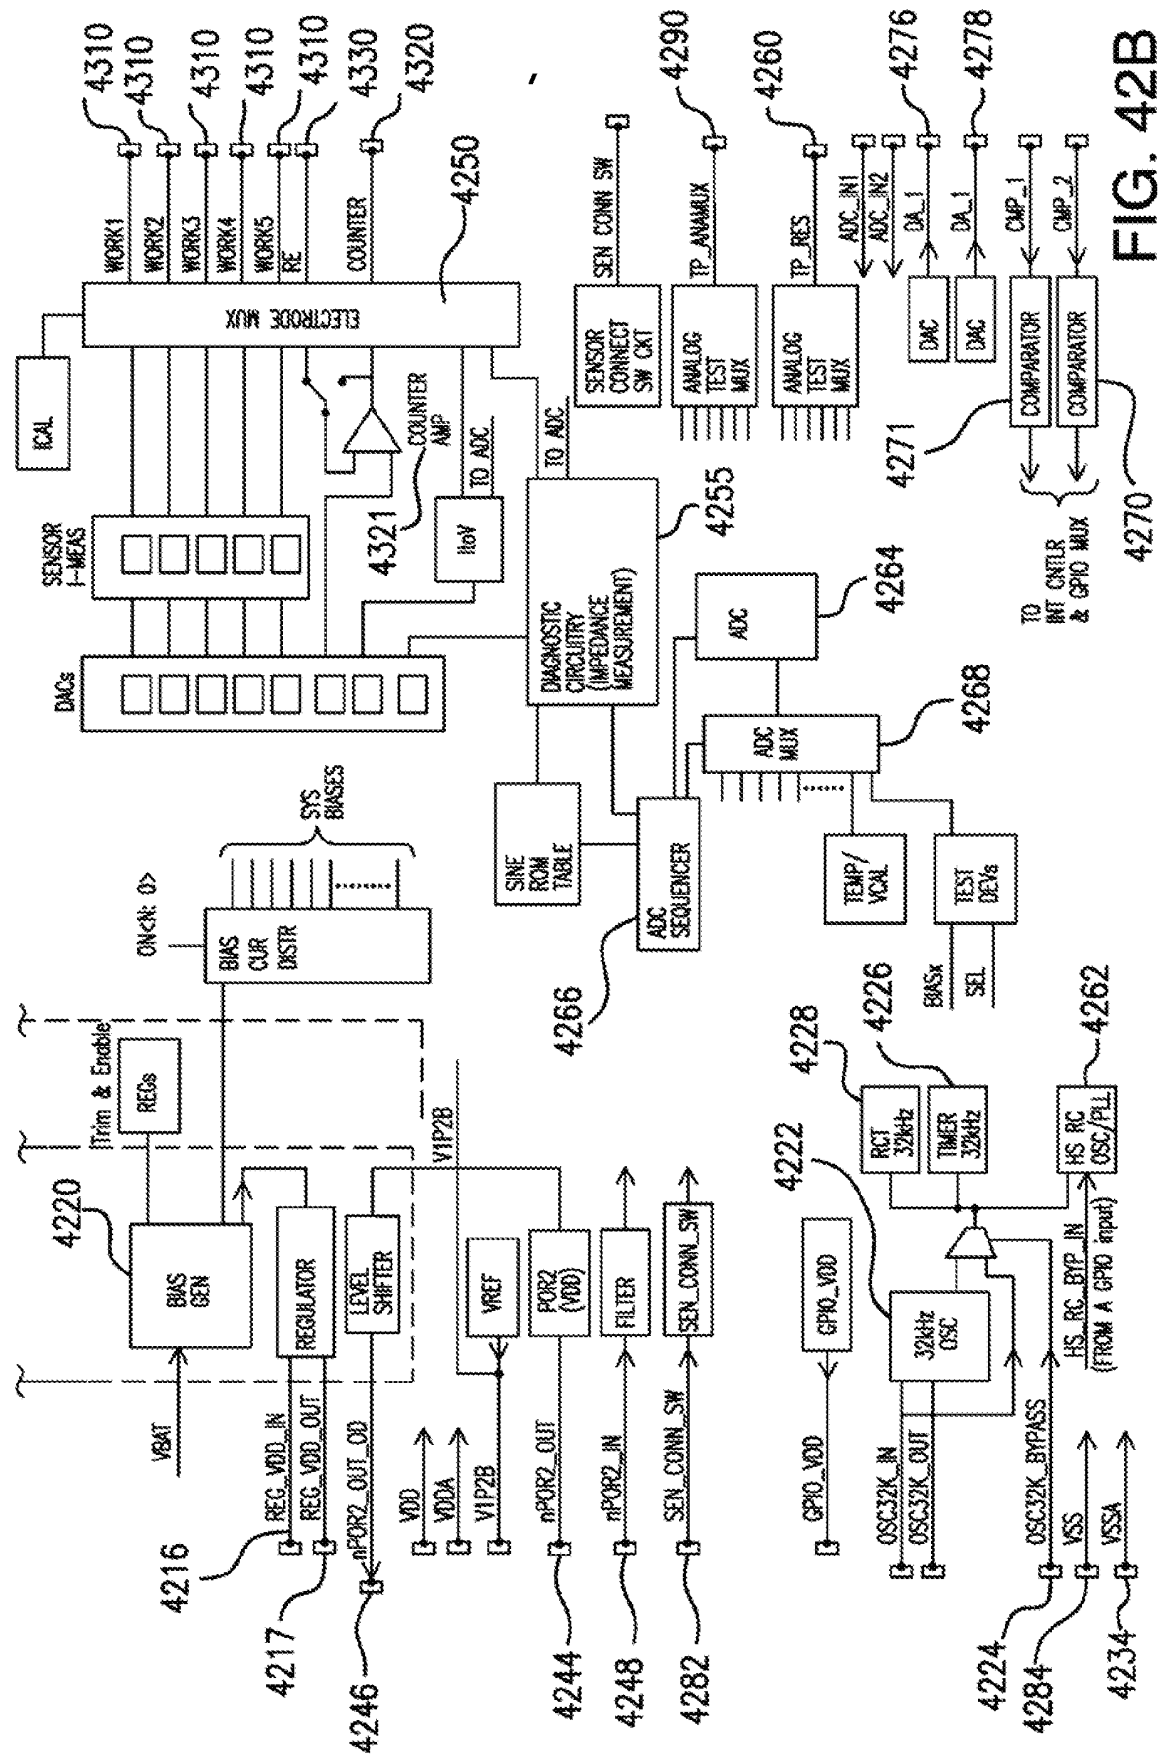 4310
4310
4310
4310
4310
4330
4320
4250
4290
4260
4276
4278
WORK1
WORK2
WORK3
WORK4
WORK5
RE
COUNTER
SEN CONN SW
TP_ANAMUX
TP_RES
ADC_IN1
ADC_IN2
DA_1
DA_1
CMP_1
CMP_2
ICAL
ELECTRODE MUX
SENSOR
CONNECT
SW CKT
ANALOG
TEST
MUX
ANALOG
TEST
MUX
DAC
DAC
COMPARATOR
COMPARATOR
COUNTER
AMP
4321
TO ADC
TO ADC
4271
4270
TO
INT CNTLR
& GPIO MUX
SENSOR
I-MEAS
ItoV
4255
4264
DACs
DIAGNOSTIC
CIRCUITRY
(IMPEDANCE
MEASUREMENT)
ADC
ADC
MUX
4268
SYS
BIASES
SINE
ROM
TABLE
ADC
SEQUENCER
4266
TEMP/
VCAL
TEST
DEVs
ON<N: 0>
BIAS
CUR
DISTR
BIASx
SEL
Trim & Enable
REGs
4220
BIAS
GEN
VBAT
REGULATOR
LEVEL
SHIFTER
V1P2B
VREF
POR2
(VDD)
FILTER
SEN_CONN_SW
GPIO_VDD
4228
4226
4222
4262
RCT
32kHz
TIMER
32kHz
HS RC
OSC/PLL
32kHz
OSC
HS_RC_BYP_IN
(FROM A GPIO input)
REG_VDD_IN
REG_VDD_OUT
nPOR2_OUT_OD
VDD
VDDA
V1P2B
nPOR2_OUT
nPOR2_IN
SEN_CONN_SW
GPIO_VDD
OSC32K_IN
OSC32K_OUT
OSC32K_BYPASS
VSS
VSSA
4216
4217
4246
4244
4248
4282
4224
4284
4234
FIG. 42B